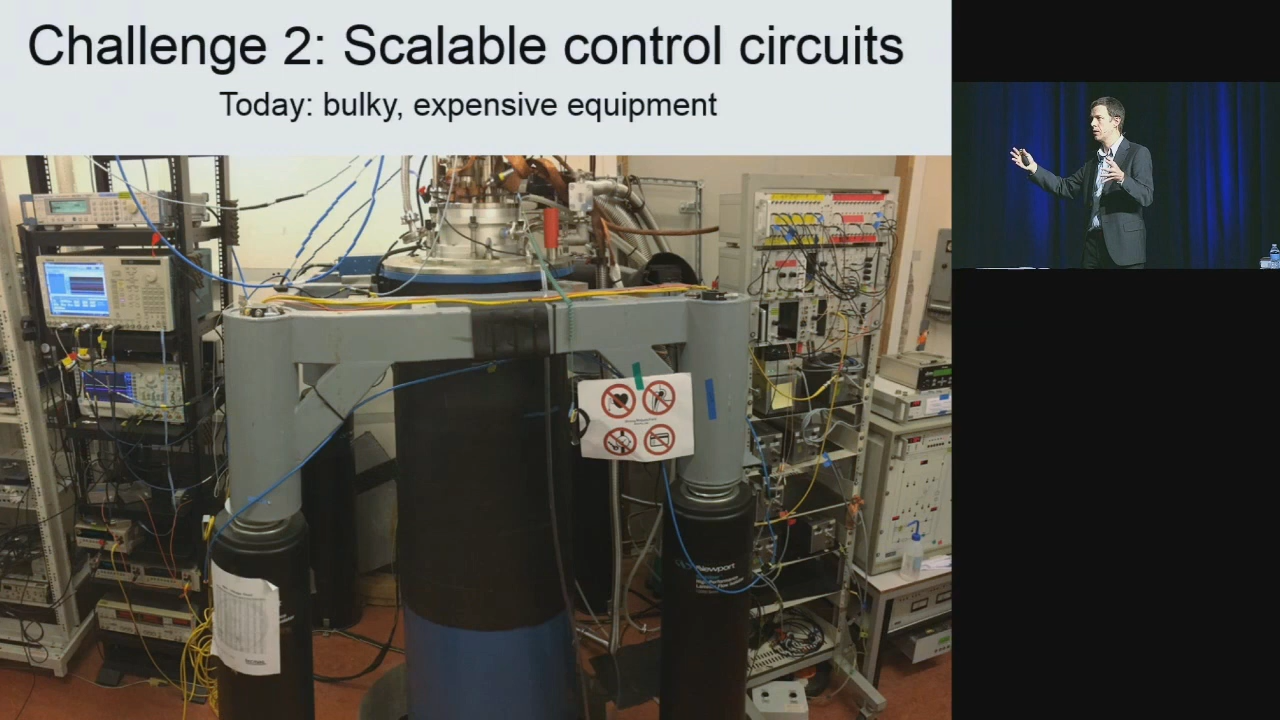 Challenge 2: Scalable control circuits
Today: bulky, expensive equipment
Newport